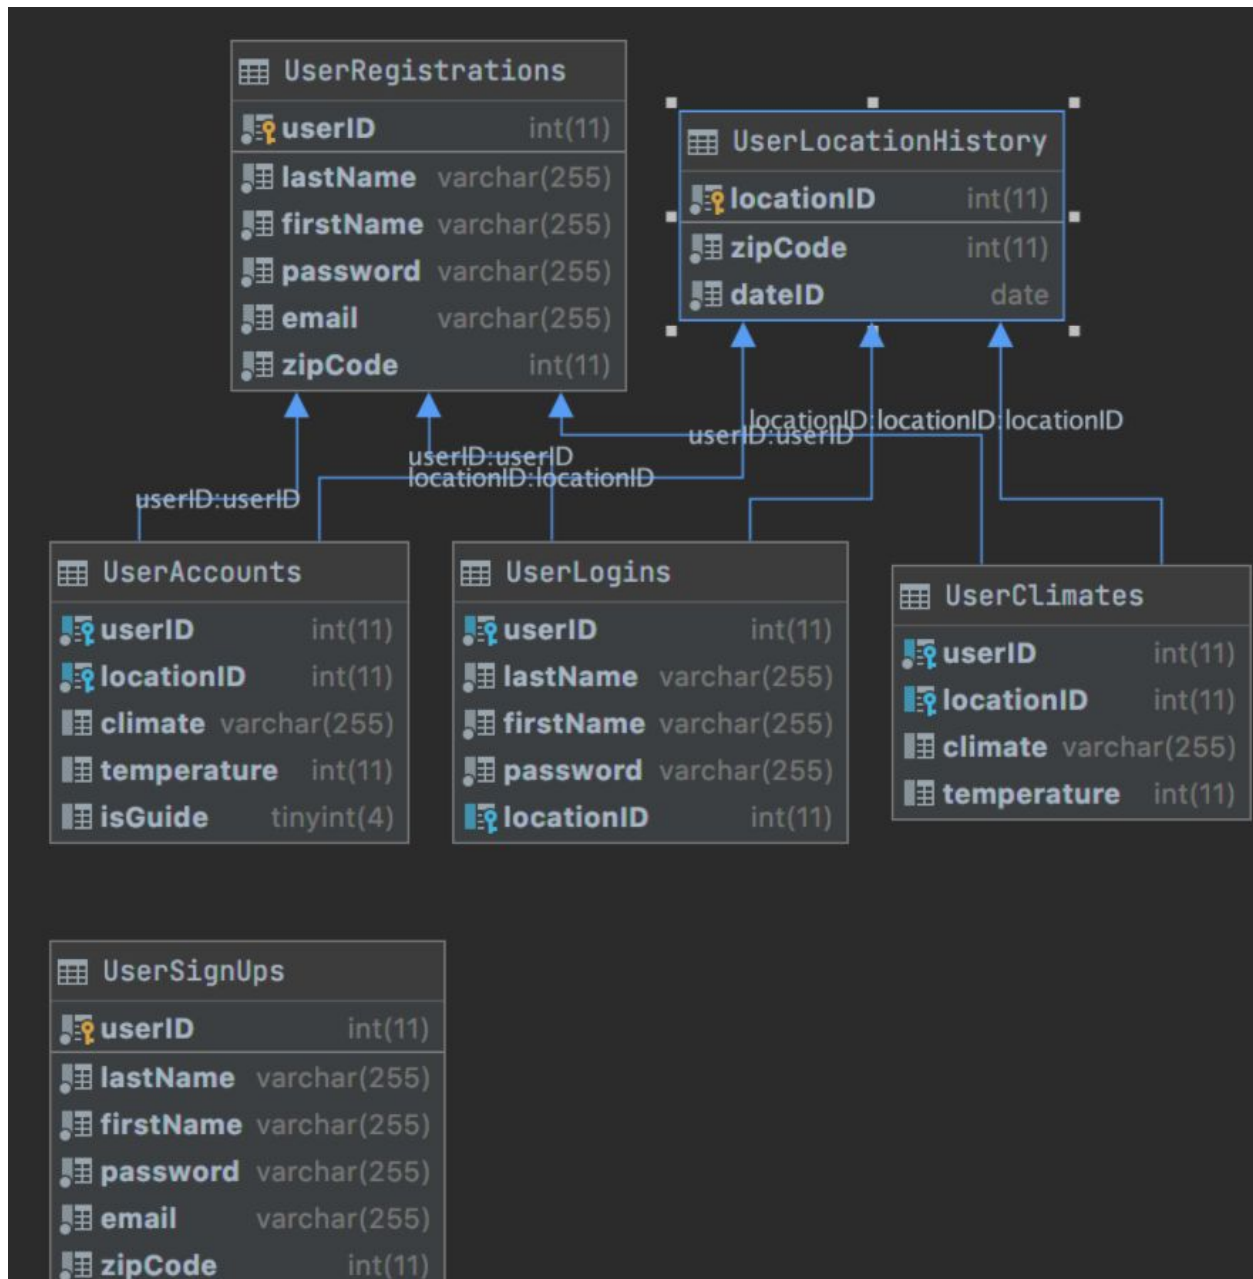 UserRegistrations
userID int(11)
lastName varchar(255)
firstName varchar(255)
password varchar(255)
email varchar(255)
zipCode int(11)
UserLocationHistory
locationID int(11)
zipCode int(11)
dateID date
locationID:locationID:locationID
userID:userID
userID:userID
locationID:locationID
userID:userID
UserAccounts
userID int(11)
locationID int(11)
climate varchar(255)
temperature int(11)
isGuide tinyint(4)
UserLogins
userID int(11)
lastName varchar(255)
firstName varchar(255)
password varchar(255)
locationID int(11)
UserClimates
userID int(11)
locationID int(11)
climate varchar(255)
temperature int(11)
UserSignUps
userID int(11)
lastName varchar(255)
firstName varchar(255)
password varchar(255)
email varchar(255)
zipCode int(11)